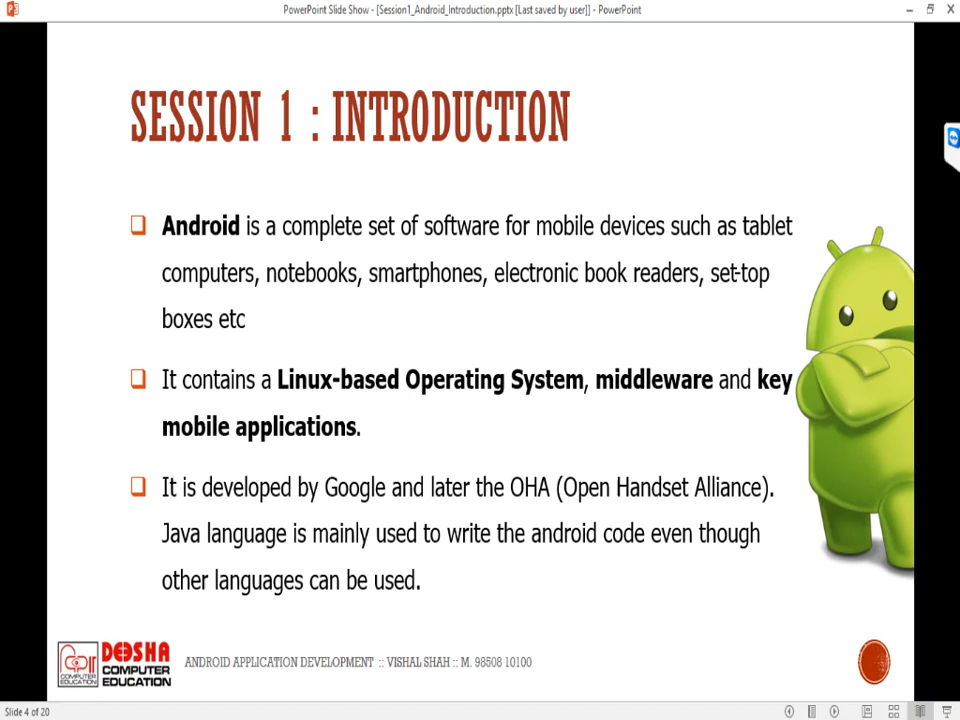 PowerPoint Slide Show - [Session1_Android_Introduction.pptx [Last saved by user]] - PowerPoint
SESSION 1 : INTRODUCTION
Android is a complete set of software for mobile devices such as tablet
computers, notebooks, smartphones, electronic book readers, set-top
boxes etc
It contains a Linux-based Operating System, middleware and key
mobile applications.
It is developed by Google and later the OHA (Open Handset Alliance).
Java language is mainly used to write the android code even though
other languages can be used.
COMPUTER
EDUCATION
DEESHA
COMPUTER
EDUCATION
ANDROID APPLICATION DEVELOPMENT :: VISHAL SHAH :: M. 98508 10100
Slide 4 of 20